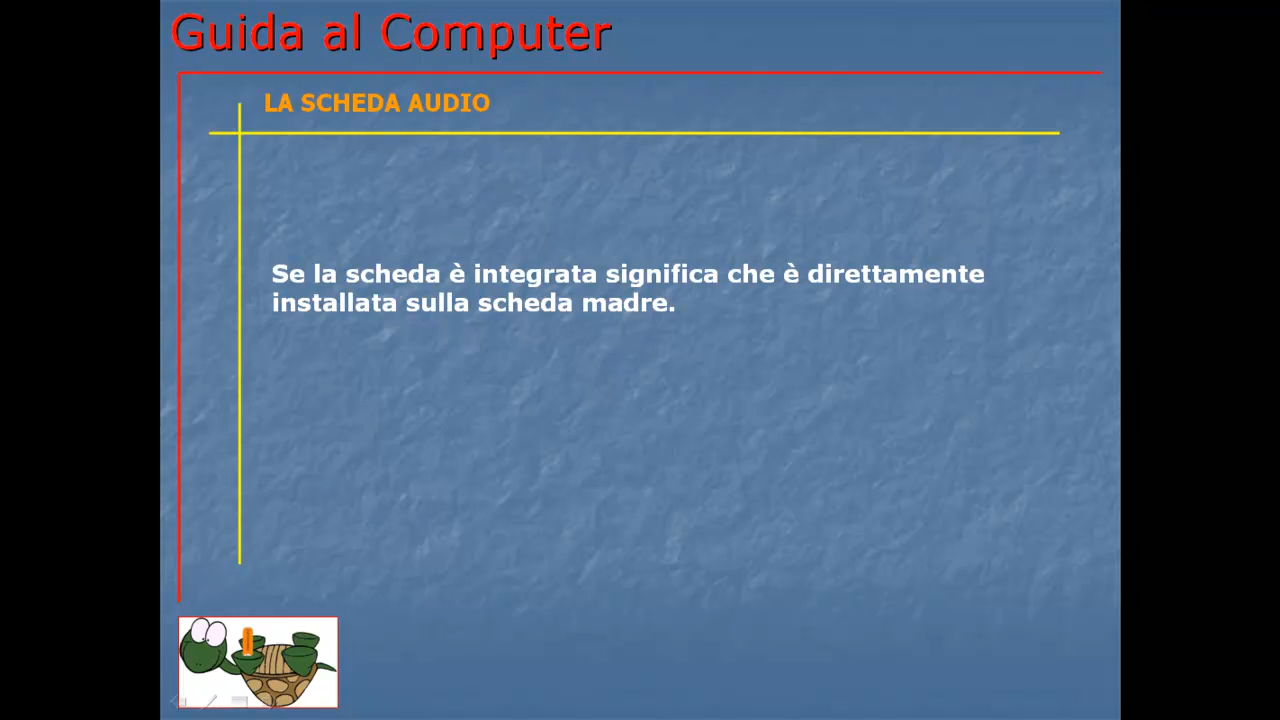 Guida al Computer
LA SCHEDA AUDIO
Se la scheda è integrata significa che è direttamente
installata sulla scheda madre.